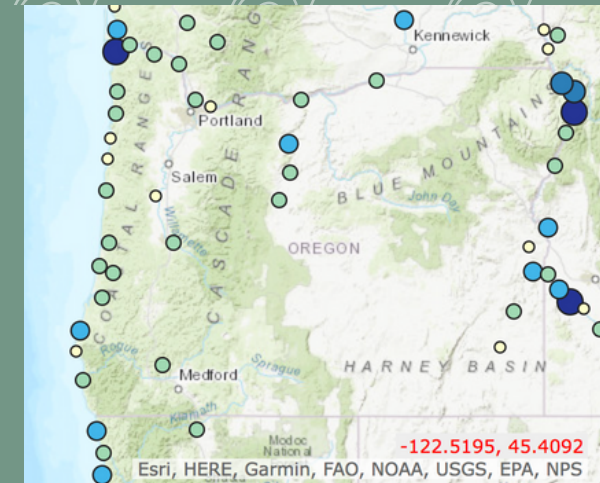 Kennewick
COASTAL RANGES
CASCADE RANG
Portland
Salem
Willamette
BLUE MOUNTAINS
John Day
OREGON
Rogue
Sprague
HARNEY BASIN
Medford
Klamath
Modoc
National
-122.5195, 45.4092
Esri, HERE, Garmin, FAO, NOAA, USGS, EPA, NPS